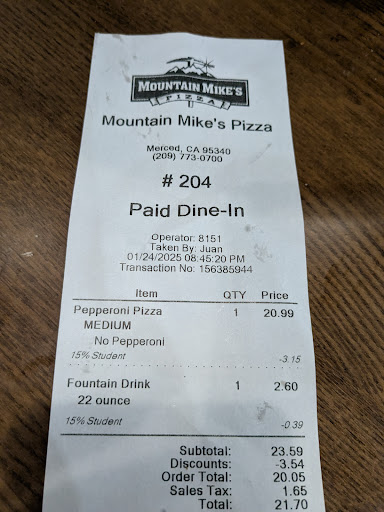 MOUNTAIN MIKE'S
PIZZA
Mountain Mike's Pizza
Merced, CA 95340
(209) 773-0700
# 204
Paid Dine-In
Operator: 8151
Taken By: Juan
01/24/2025 08:45:20 PM
Transaction No: 156385944
Item QTY Price
Pepperoni Pizza 1 20.99
MEDIUM
No Pepperoni
15% Student -3.15
Fountain Drink 1 2.60
22 ounce
15% Student -0.39
Subtotal: 23.59
Discounts: -3.54
Order Total: 20.05
Sales Tax: 1.65
Total: 21.70